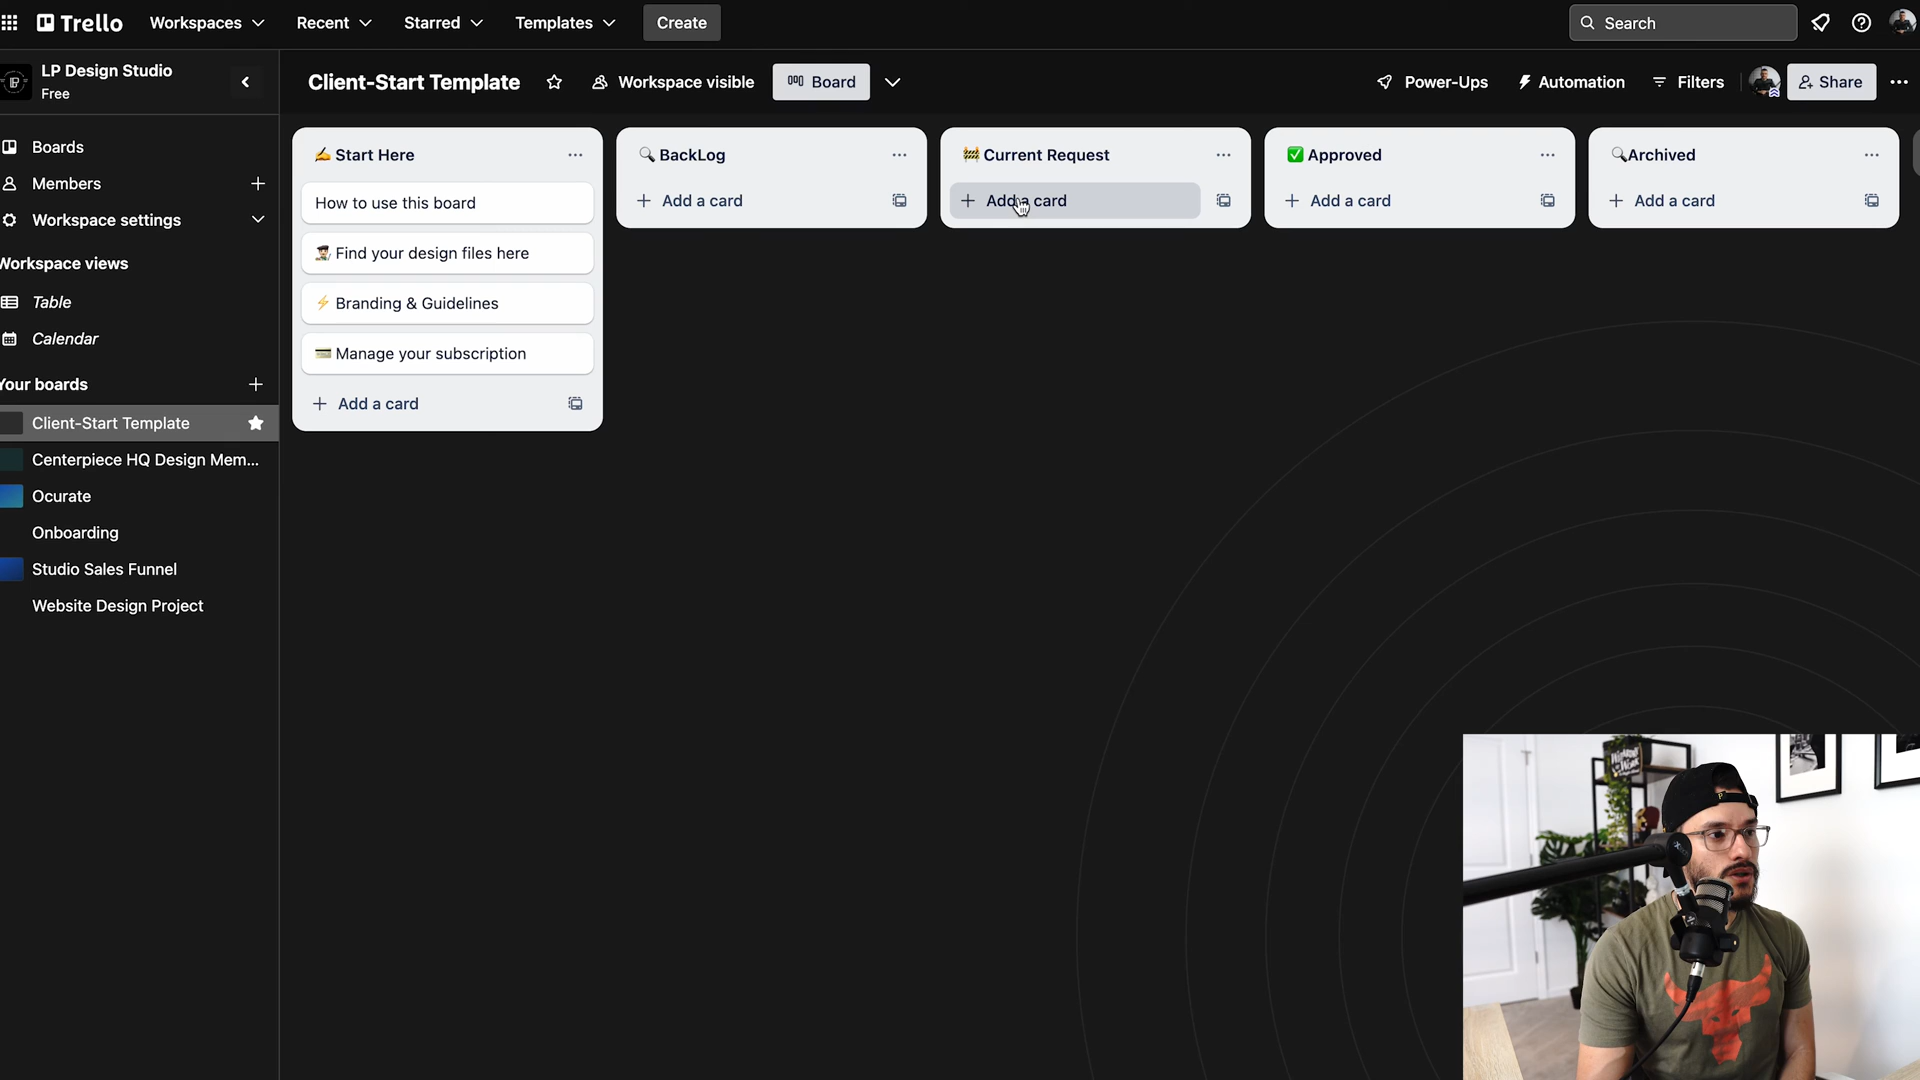 Trello
Workspaces
Recent
Starred
Templates
Create
Search
LP Design Studio
Free
Client-Start Template
Workspace visible
Board
Power-Ups
Automation
Filters
Share
Boards
Members
Workspace settings
Workspace views
Table
Calendar
Your boards
Client-Start Template
Centerpiece HQ Design Mem...
Ocurate
Onboarding
Studio Sales Funnel
Website Design Project
✍️ Start Here
How to use this board
Find your design files here
⚡ Branding & Guidelines
💳 Manage your subscription
+ Add a card
🔍 BackLog
+ Add a card
🚧 Current Request
+ Add a card
✅ Approved
+ Add a card
🔍Archived
+ Add a card